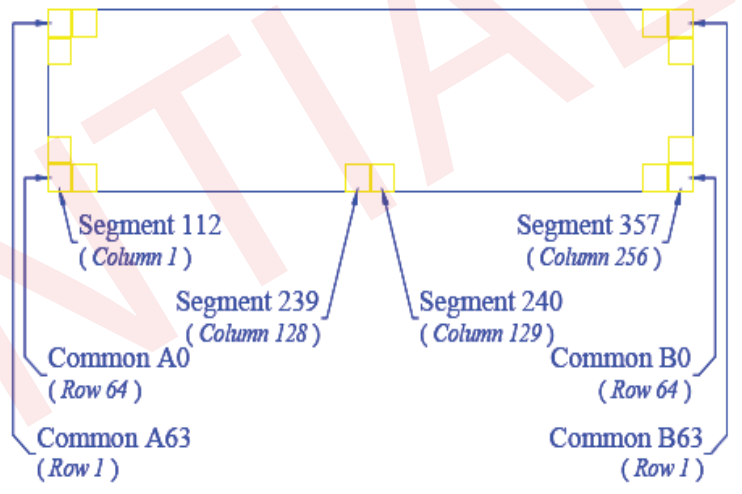 NTIAL
Segment 112
( Column 1 )
Segment 357
( Column 256 )
Segment 239
( Column 128 )
Segment 240
( Column 129 )
Common A0
( Row 64 )
Common B0
( Row 64 )
Common A63
( Row 1 )
Common B63
( Row 1 )